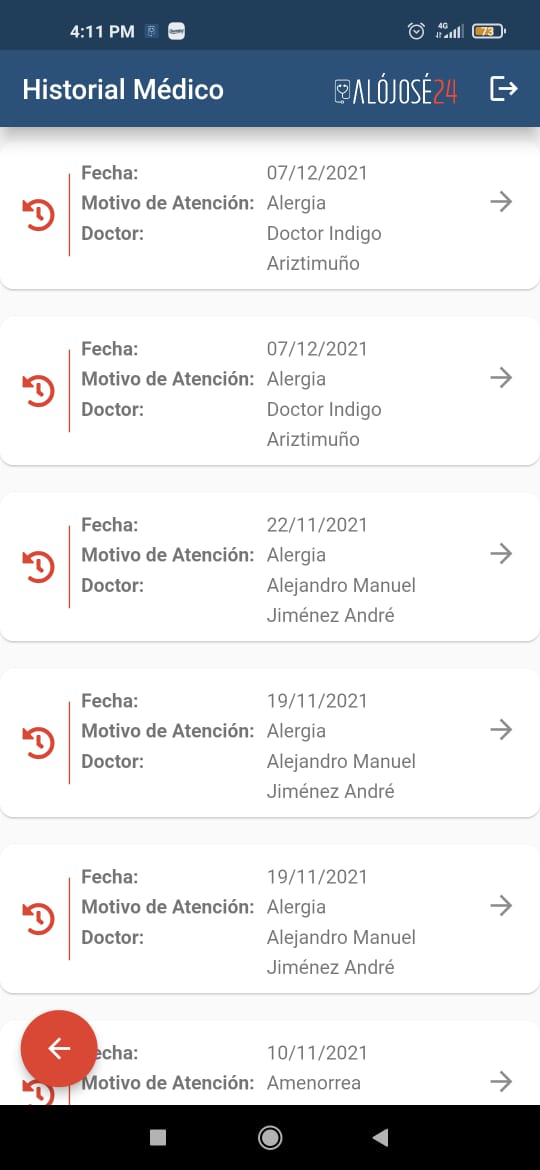 4:11 PM 4G 73
Historial Médico ALÓJOSÉ24
Fecha: 07/12/2021
Motivo de Atención: Alergia
Doctor: Doctor Indigo
Ariztimuño
Fecha: 07/12/2021
Motivo de Atención: Alergia
Doctor: Doctor Indigo
Ariztimuño
Fecha: 22/11/2021
Motivo de Atención: Alergia
Doctor: Alejandro Manuel
Jiménez André
Fecha: 19/11/2021
Motivo de Atención: Alergia
Doctor: Alejandro Manuel
Jiménez André
Fecha: 19/11/2021
Motivo de Atención: Alergia
Doctor: Alejandro Manuel
Jiménez André
echa: 10/11/2021
Motivo de Atención: Amenorrea